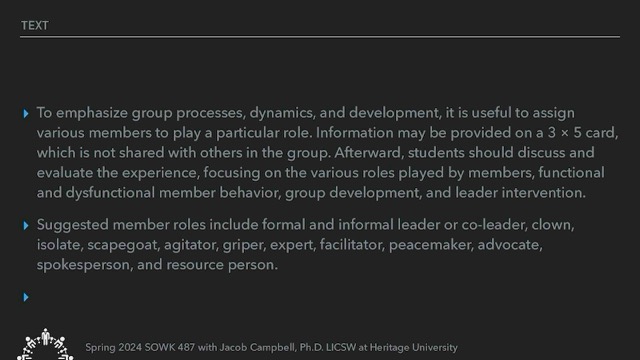 TEXT
To emphasize group processes, dynamics, and development, it is useful to assign
various members to play a particular role. Information may be provided on a 3 × 5 card,
which is not shared with others in the group. Afterward, students should discuss and
evaluate the experience, focusing on the various roles played by members, functional
and dysfunctional member behavior, group development, and leader intervention.
Suggested member roles include formal and informal leader or co-leader, clown,
isolate, scapegoat, agitator, griper, expert, facilitator, peacemaker, advocate,
spokesperson, and resource person.
Spring 2024 SOWK 487 with Jacob Campbell, Ph.D. LICSW at Heritage University